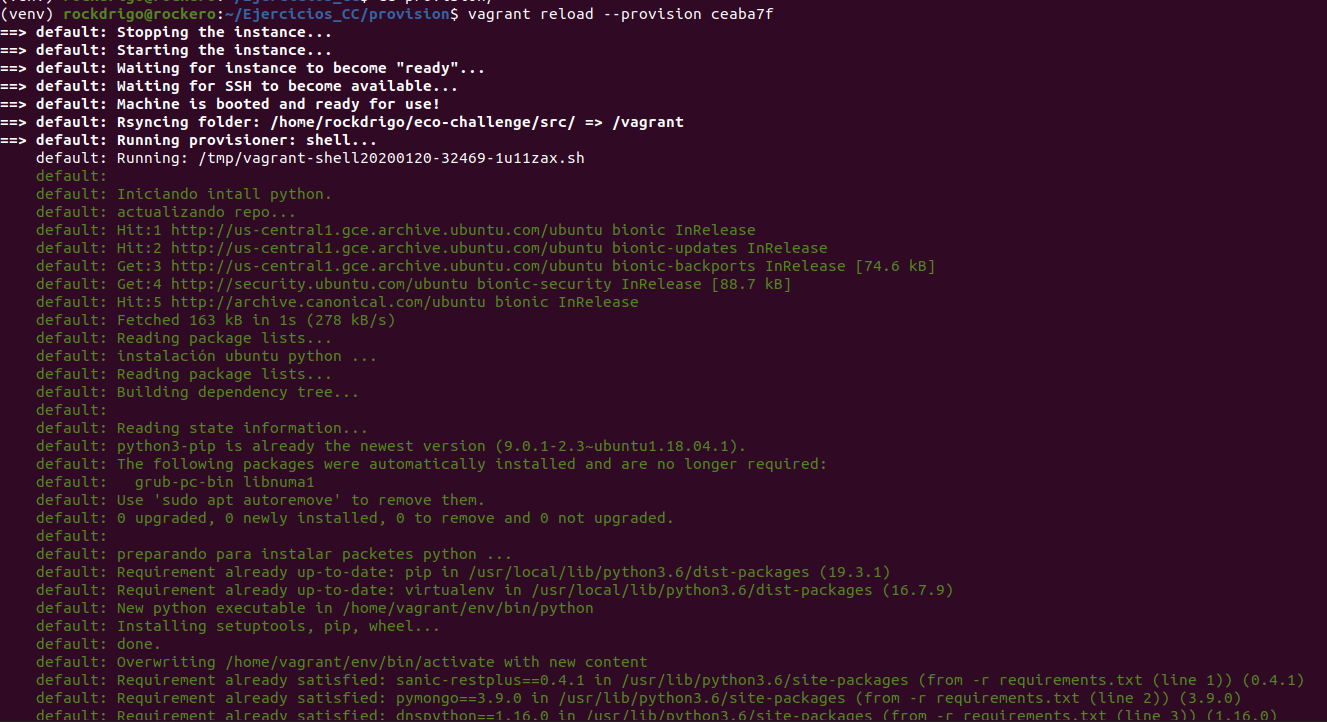 (venv) rockdrigo@rockero:~/Ejercicios_CC/provision$ vagrant reload --provision ceaba7f
==> default: Stopping the instance...
==> default: Starting the instance...
==> default: Waiting for instance to become "ready"...
==> default: Waiting for SSH to become available...
==> default: Machine is booted and ready for use!
==> default: Rsyncing folder: /home/rockdrigo/eco-challenge/src/ => /vagrant
==> default: Running provisioner: shell...
default: Running: /tmp/vagrant-shell20200120-32469-1u11zax.sh
default:
default: Iniciando intall python.
default: actualizando repo...
default: Hit:1 http://us-central1.gce.archive.ubuntu.com/ubuntu bionic InRelease
default: Hit:2 http://us-central1.gce.archive.ubuntu.com/ubuntu bionic-updates InRelease
default: Get:3 http://us-central1.gce.archive.ubuntu.com/ubuntu bionic-backports InRelease [74.6 kB]
default: Get:4 http://security.ubuntu.com/ubuntu bionic-security InRelease [88.7 kB]
default: Hit:5 http://archive.canonical.com/ubuntu bionic InRelease
default: Fetched 163 kB in 1s (278 kB/s)
default: Reading package lists...
default: instalación ubuntu python ...
default: Reading package lists...
default: Building dependency tree...
default:
default: Reading state information...
default: python3-pip is already the newest version (9.0.1-2.3~ubuntu1.18.04.1).
default: The following packages were automatically installed and are no longer required:
default:   grub-pc-bin libnuma1
default: Use 'sudo apt autoremove' to remove them.
default: 0 upgraded, 0 newly installed, 0 to remove and 0 not upgraded.
default:
default: preparando para instalar packetes python ...
default: Requirement already up-to-date: pip in /usr/local/lib/python3.6/dist-packages (19.3.1)
default: Requirement already up-to-date: virtualenv in /usr/local/lib/python3.6/dist-packages (16.7.9)
default: New python executable in /home/vagrant/env/bin/python
default: Installing setuptools, pip, wheel...
default: done.
default: Overwriting /home/vagrant/env/bin/activate with new content
default: Requirement already satisfied: sanic-restplus==0.4.1 in /usr/lib/python3.6/site-packages (from -r requirements.txt (line 1)) (0.4.1)
default: Requirement already satisfied: pymongo==3.9.0 in /usr/lib/python3.6/site-packages (from -r requirements.txt (line 2)) (3.9.0)
default: Requirement already satisfied: dnspython==1.16.0 in /usr/lib/python3.6/site-packages (from -r requirements.txt (line 3)) (1.16.0)